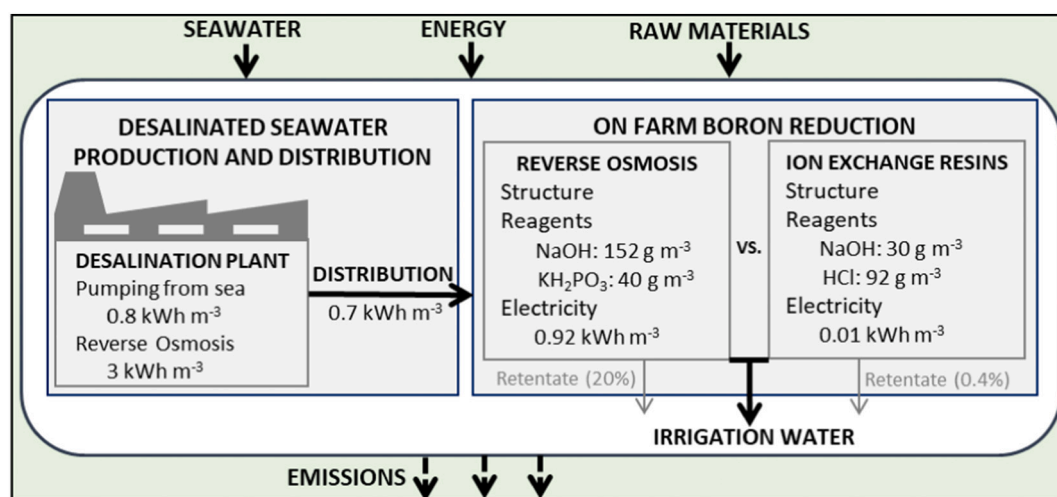 SEAWATER
ENERGY
RAW MATERIALS
DESALINATED SEAWATER
PRODUCTION AND DISTRIBUTION
DESALINATION PLANT
Pumping from sea
0.8 kWh m⁻³
Reverse Osmosis
3 kWh m⁻³
DISTRIBUTION
0.7 kWh m⁻³
ON FARM BORON REDUCTION
REVERSE OSMOSIS
Structure
Reagents
NaOH: 152 g m⁻³
KH₂PO₃: 40 g m⁻³
Electricity
0.92 kWh m⁻³
Retentate (20%)
VS.
ION EXCHANGE RESINS
Structure
Reagents
NaOH: 30 g m⁻³
HCl: 92 g m⁻³
Electricity
0.01 kWh m⁻³
Retentate (0.4%)
IRRIGATION WATER
EMISSIONS